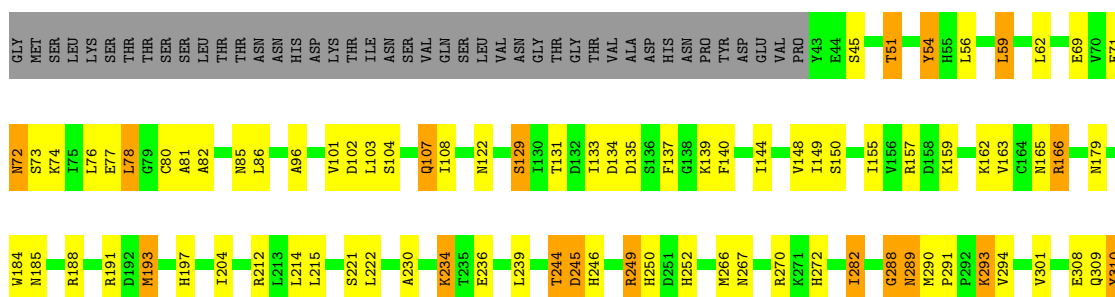 GLY MET SER LEU LYS SER THR THR SER SER LEU THR THR ASN ASN HIS ASP LYS THR ILE ASN SER VAL GLN SER LEU VAL ASN GLY THR GLY THR VAL ALA ASP HIS ASN PRO TYR ASP GLU VAL PRO Y43 E44 S45 T51 Y54 H55 L56 L59 L62 E69 V70
N72 S73 K74 I75 L76 E77 L78 G79 C80 A81 A82 N85 L86 A96 V101 D102 L103 S104 Q107 I108 N122 S129 I130 T131 D132 I133 D134 D135 S136 F137 G138 K139 F140 I144 V148 I149 S150 I155 V156 R157 D158 K159 K162 V163 C164 N165 R166 N179
W184 N185 R188 R191 D192 M193 H197 I204 R212 L213 L214 L215 S221 L222 A230 K234 T235 E236 L239 T244 D245 H246 R249 H250 D251 H252 M266 N267 R270 K271 H272 I282 G288 N289 M290 P291 P292 K293 V294 V301 E308 Q309